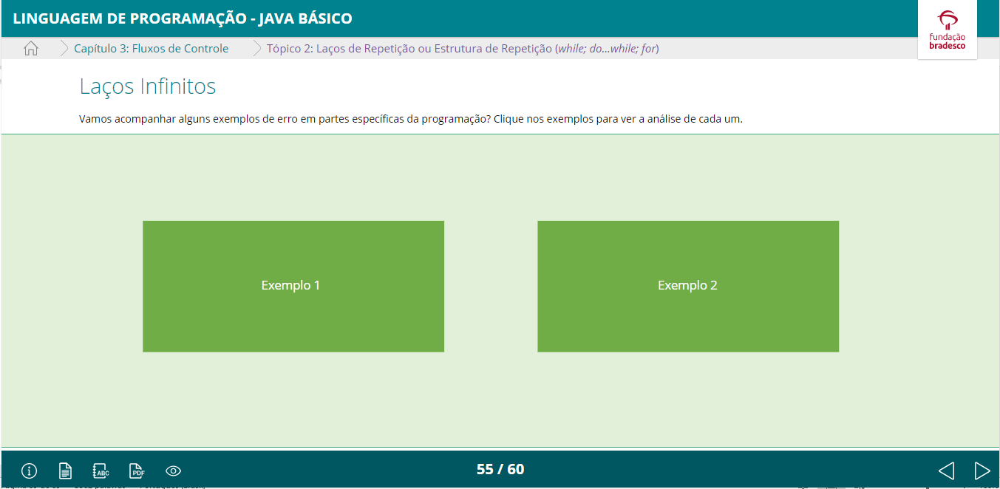 LINGUAGEM DE PROGRAMAÇÃO - JAVA BÁSICO
fundação
bradesco
Capítulo 3: Fluxos de Controle
Tópico 2: Laços de Repetição ou Estrutura de Repetição (while; do...while; for)
Laços Infinitos
Vamos acompanhar alguns exemplos de erro em partes específicas da programação? Clique nos exemplos para ver a análise de cada um.
Exemplo 1
Exemplo 2
ABC
PDF
55 / 60